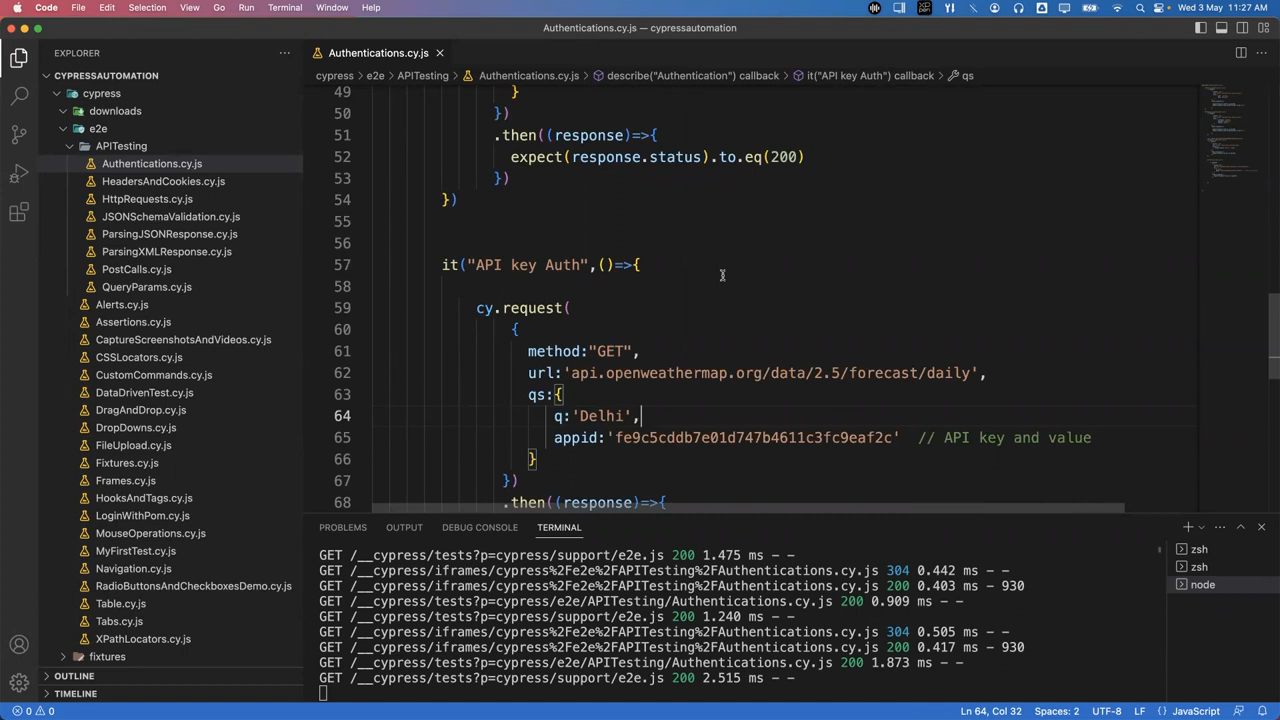 Code File Edit Selection View Go Run Terminal Window Help Wed 3 May 11:27 AM
Authentications.cy.js — cypressautomation
EXPLORER
CYPRESSAUTOMATION
cypress
downloads
e2e
APITesting
Authentications.cy.js
HeadersAndCookies.cy.js
HttpRequests.cy.js
JSONSchemaValidation.cy.js
ParsingJSONResponse.cy.js
ParsingXMLResponse.cy.js
PostCalls.cy.js
QueryParams.cy.js
Alerts.cy.js
Assertions.cy.js
CaptureScreenshotsAndVideos.cy.js
CSSLocators.cy.js
CustomCommands.cy.js
DataDrivenTest.cy.js
DragAndDrop.cy.js
DropDowns.cy.js
FileUpload.cy.js
Fixtures.cy.js
Frames.cy.js
HooksAndTags.cy.js
LoginWithPom.cy.js
MouseOperations.cy.js
MyFirstTest.cy.js
Navigation.cy.js
RadioButtonsAndCheckboxesDemo.cy.js
Table.cy.js
Tabs.cy.js
XPathLocators.cy.js
fixtures
OUTLINE
TIMELINE
Authentications.cy.js
cypress > e2e > APITesting > Authentications.cy.js > describe("Authentication") callback > it("API key Auth") callback > qs
49 }
50 })
51 .then((response)=>{
52 expect(response.status).to.eq(200)
53 })
54 })
55
56
57 it("API key Auth",()=>{
58
59 cy.request(
60 {
61 method:"GET",
62 url:'api.openweathermap.org/data/2.5/forecast/daily',
63 qs:{
64 q:'Delhi',
65 appid:'fe9c5cddb7e01d747b4611c3fc9eaf2c' // API key and value
66 }
67 })
68 .then((response)=>{
PROBLEMS OUTPUT DEBUG CONSOLE TERMINAL
GET /__cypress/tests?p=cypress/support/e2e.js 200 1.475 ms - -
GET /__cypress/iframes/cypress%2Fe2e%2FAPITesting%2FAuthentications.cy.js 304 0.442 ms - -
GET /__cypress/iframes/cypress%2Fe2e%2FAPITesting%2FAuthentications.cy.js 200 0.403 ms - 930
GET /__cypress/tests?p=cypress/e2e/APITesting/Authentications.cy.js 200 0.909 ms - -
GET /__cypress/tests?p=cypress/support/e2e.js 200 1.240 ms - -
GET /__cypress/iframes/cypress%2Fe2e%2FAPITesting%2FAuthentications.cy.js 304 0.505 ms - -
GET /__cypress/iframes/cypress%2Fe2e%2FAPITesting%2FAuthentications.cy.js 200 0.417 ms - 930
GET /__cypress/tests?p=cypress/e2e/APITesting/Authentications.cy.js 200 1.873 ms - -
GET /__cypress/tests?p=cypress/support/e2e.js 200 2.515 ms - -
zsh
zsh
node
0 0 Ln 64, Col 32 Spaces: 2 UTF-8 LF {} JavaScript